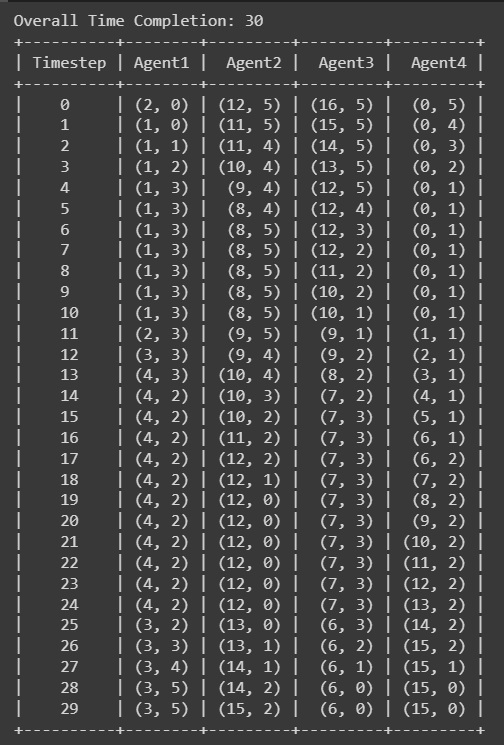 Overall Time Completion: 30
+----------+--------+---------+---------+---------+
| Timestep | Agent1 | Agent2 | Agent3 | Agent4 |
+----------+--------+---------+---------+---------+
| 0 | (2, 0) | (12, 5) | (16, 5) | (0, 5) |
| 1 | (1, 0) | (11, 5) | (15, 5) | (0, 4) |
| 2 | (1, 1) | (11, 4) | (14, 5) | (0, 3) |
| 3 | (1, 2) | (10, 4) | (13, 5) | (0, 2) |
| 4 | (1, 3) | (9, 4) | (12, 5) | (0, 1) |
| 5 | (1, 3) | (8, 4) | (12, 4) | (0, 1) |
| 6 | (1, 3) | (8, 5) | (12, 3) | (0, 1) |
| 7 | (1, 3) | (8, 5) | (12, 2) | (0, 1) |
| 8 | (1, 3) | (8, 5) | (11, 2) | (0, 1) |
| 9 | (1, 3) | (8, 5) | (10, 2) | (0, 1) |
| 10 | (1, 3) | (8, 5) | (10, 1) | (0, 1) |
| 11 | (2, 3) | (9, 5) | (9, 1) | (1, 1) |
| 12 | (3, 3) | (9, 4) | (9, 2) | (2, 1) |
| 13 | (4, 3) | (10, 4) | (8, 2) | (3, 1) |
| 14 | (4, 2) | (10, 3) | (7, 2) | (4, 1) |
| 15 | (4, 2) | (10, 2) | (7, 3) | (5, 1) |
| 16 | (4, 2) | (11, 2) | (7, 3) | (6, 1) |
| 17 | (4, 2) | (12, 2) | (7, 3) | (6, 2) |
| 18 | (4, 2) | (12, 1) | (7, 3) | (7, 2) |
| 19 | (4, 2) | (12, 0) | (7, 3) | (8, 2) |
| 20 | (4, 2) | (12, 0) | (7, 3) | (9, 2) |
| 21 | (4, 2) | (12, 0) | (7, 3) | (10, 2) |
| 22 | (4, 2) | (12, 0) | (7, 3) | (11, 2) |
| 23 | (4, 2) | (12, 0) | (7, 3) | (12, 2) |
| 24 | (4, 2) | (12, 0) | (7, 3) | (13, 2) |
| 25 | (3, 2) | (13, 0) | (6, 3) | (14, 2) |
| 26 | (3, 3) | (13, 1) | (6, 2) | (15, 2) |
| 27 | (3, 4) | (14, 1) | (6, 1) | (15, 1) |
| 28 | (3, 5) | (14, 2) | (6, 0) | (15, 0) |
| 29 | (3, 5) | (15, 2) | (6, 0) | (15, 0) |
+----------+--------+---------+---------+---------+